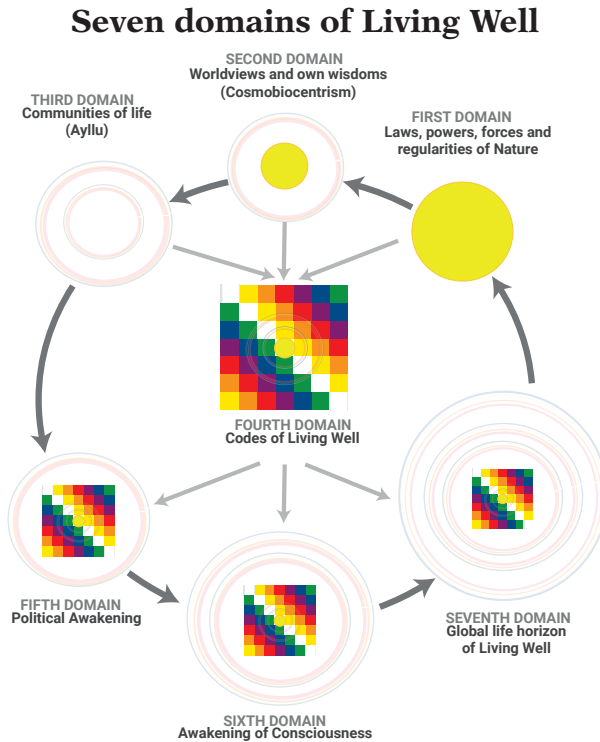 Seven domains of Living Well
SECOND DOMAIN
Worldviews and own wisdoms
(Cosmobiocentrism)
THIRD DOMAIN
Communities of life
(Ayllu)
FIRST DOMAIN
Laws, powers, forces and
regularities of Nature
FOURTH DOMAIN
Codes of Living Well
FIFTH DOMAIN
Political Awakening
SIXTH DOMAIN
Awakening of Consciousness
SEVENTH DOMAIN
Global life horizon
of Living Well